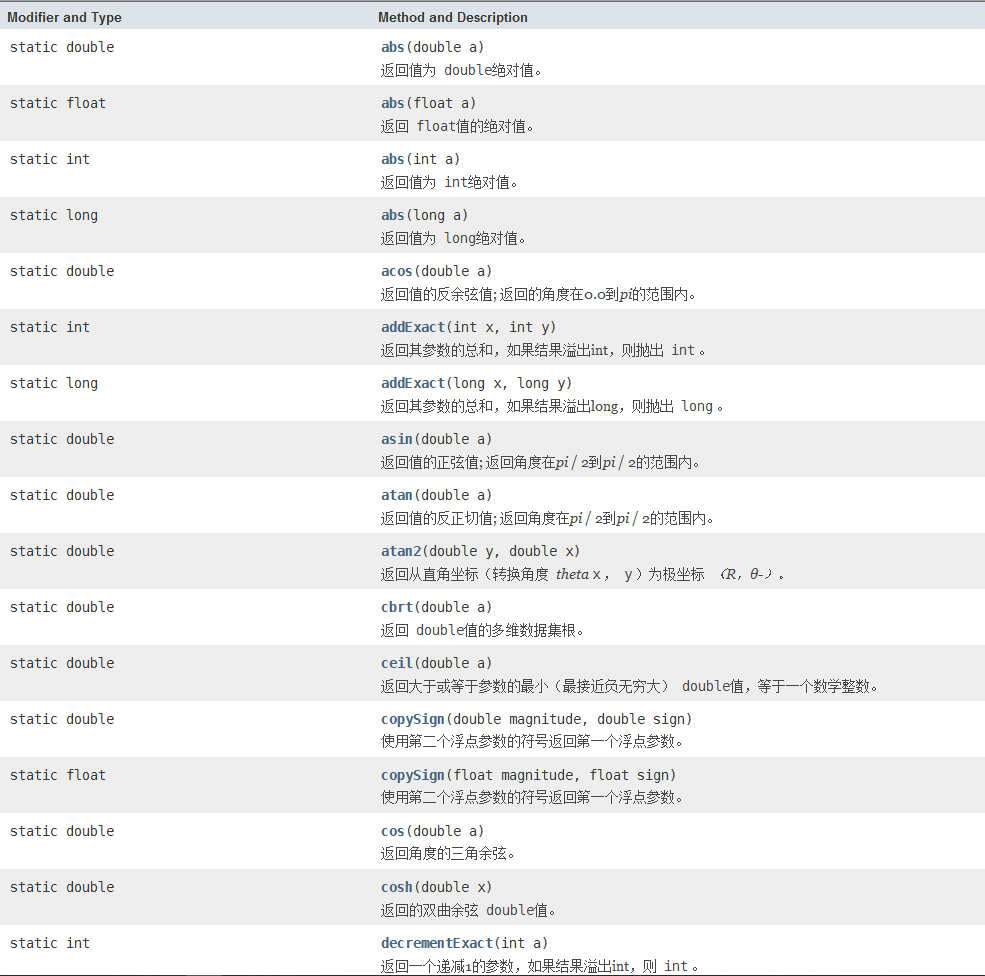 Modifier and Type Method and Description
static double abs(double a)
返回值为 double绝对值。
static float abs(float a)
返回 float值的绝对值。
static int abs(int a)
返回值为 int绝对值。
static long abs(long a)
返回值为 long绝对值。
static double acos(double a)
返回值的反余弦值;返回的角度在0.0到pi的范围内。
static int addExact(int x, int y)
返回其参数的总和，如果结果溢出int，则抛出 int 。
static long addExact(long x, long y)
返回其参数的总和，如果结果溢出long，则抛出 long 。
static double asin(double a)
返回值的正弦值;返回角度在pi / 2到pi / 2的范围内。
static double atan(double a)
返回值的反正切值;返回角度在pi / 2到pi / 2的范围内。
static double atan2(double y, double x)
返回从直角坐标（转换角度 theta x ， y ）为极坐标 （R，θ-）。
static double cbrt(double a)
返回 double值的多维数据集根。
static double ceil(double a)
返回大于或等于参数的最小（最接近负无穷大） double值，等于一个数学整数。
static double copySign(double magnitude, double sign)
使用第二个浮点参数的符号返回第一个浮点参数。
static float copySign(float magnitude, float sign)
使用第二个浮点参数的符号返回第一个浮点参数。
static double cos(double a)
返回角度的三角余弦。
static double cosh(double x)
返回的双曲余弦 double值。
static int decrementExact(int a)
返回一个递减1的参数，如果结果溢出int，则 int 。